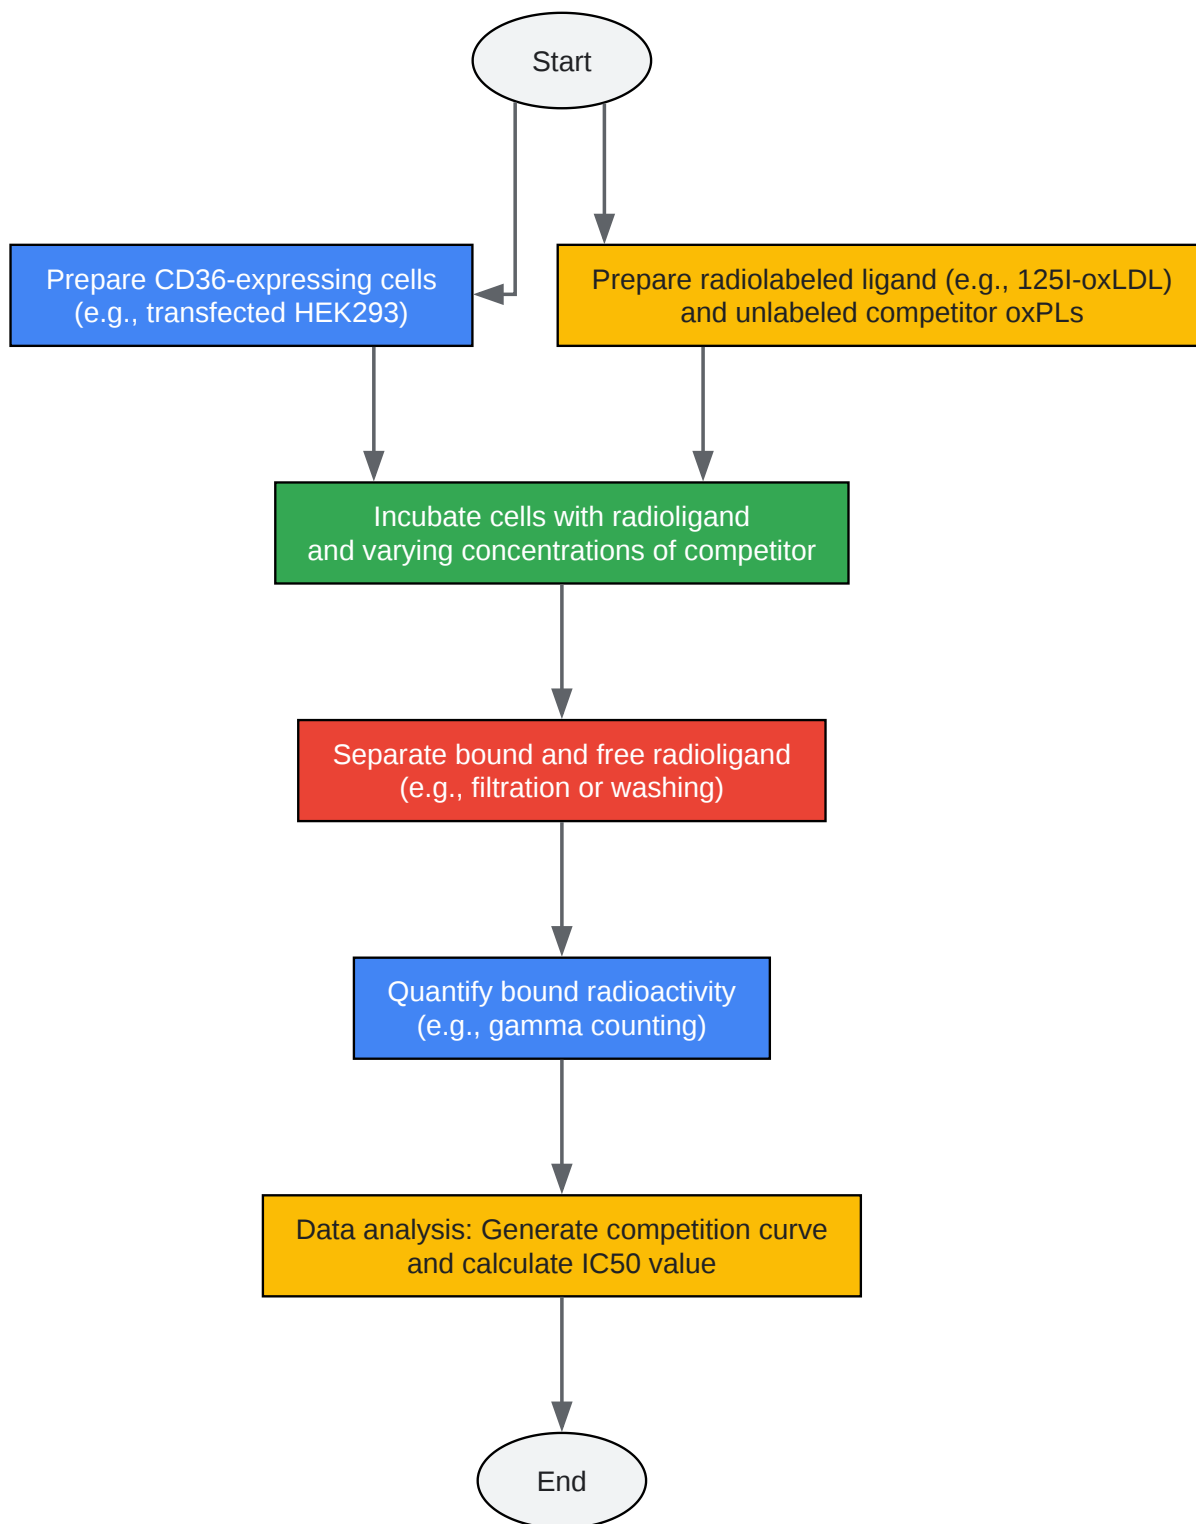 Start
Prepare CD36-expressing cells
(e.g., transfected HEK293)
Prepare radiolabeled ligand (e.g., 125I-oxLDL)
and unlabeled competitor oxPLs
Incubate cells with radioligand
and varying concentrations of competitor
Separate bound and free radioligand
(e.g., filtration or washing)
Quantify bound radioactivity
(e.g., gamma counting)
Data analysis: Generate competition curve
and calculate IC50 value
End